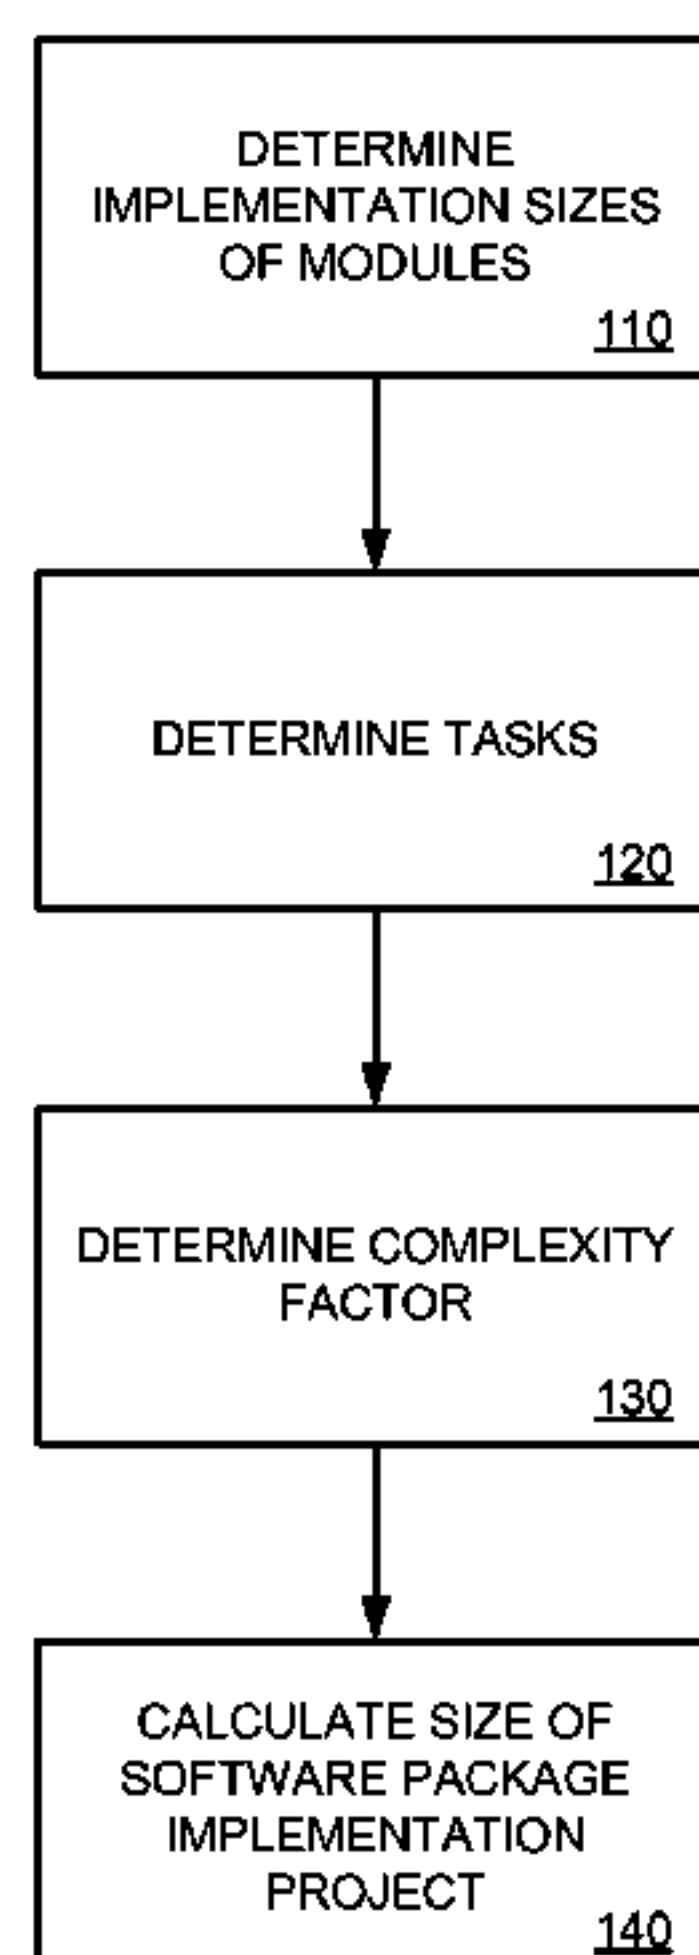 DETERMINE
IMPLEMENTATION SIZES
OF MODULES
110
DETERMINE TASKS
120
DETERMINE COMPLEXITY
FACTOR
130
CALCULATE SIZE OF
SOFTWARE PACKAGE
IMPLEMENTATION
PROJECT
140